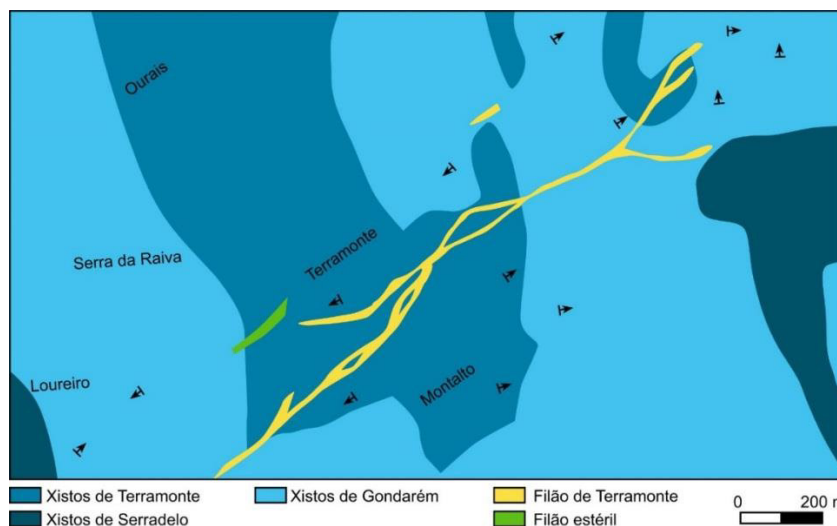 Ourais
Serra da Raiva
Terramonte
Loureiro
Montalto
Xistos de Terramonte
Xistos de Gondarém
Filão de Terramonte
Xistos de Serradelo
Filão estéril
0 200 m